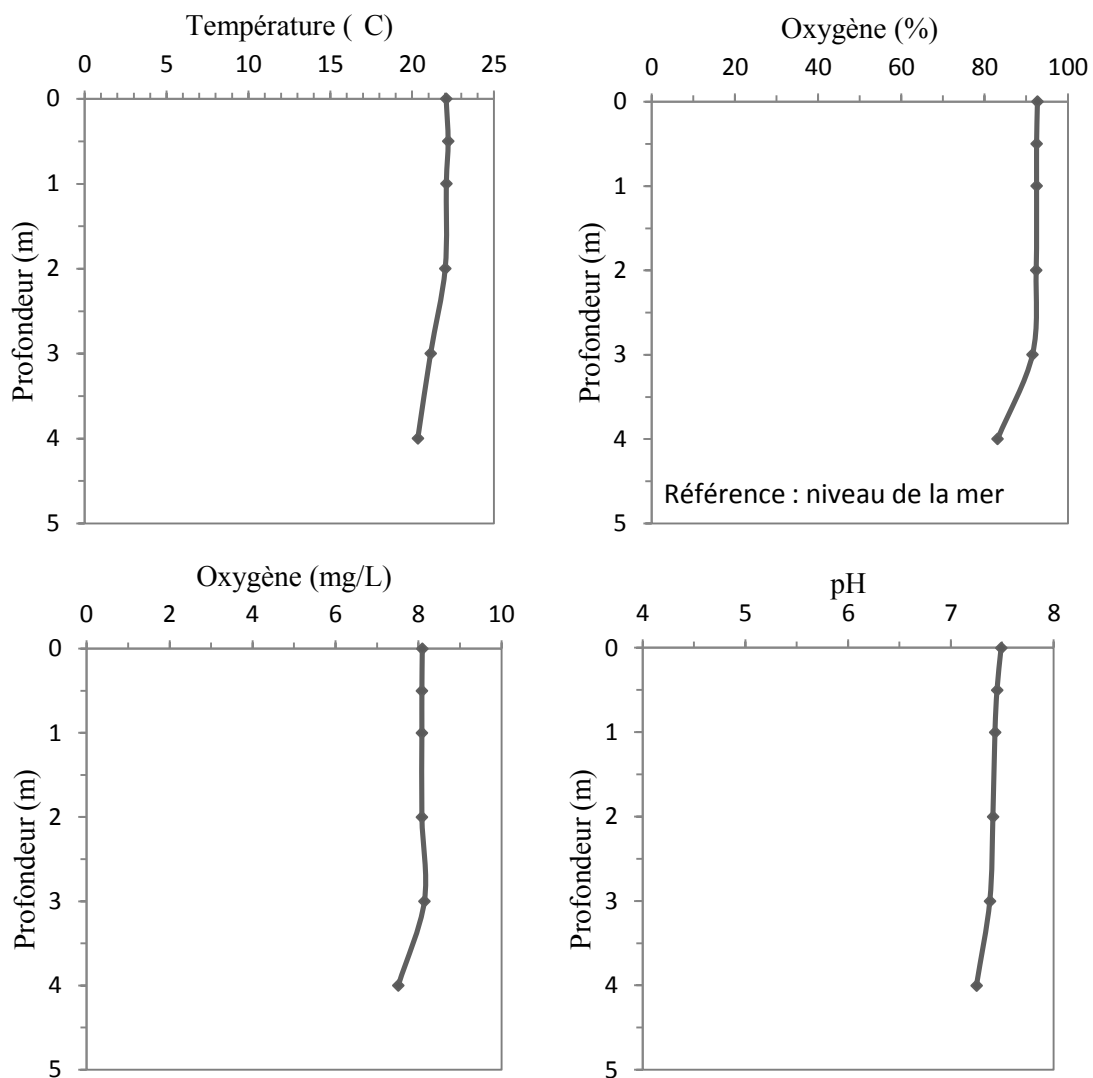 Température ( C)
0 5 10 15 20 25
0
1
2
3
4
5
Profondeur (m)
Oxygène (%)
0 20 40 60 80 100
0
1
2
3
4
5
Profondeur (m)
Référence : niveau de la mer
Oxygène (mg/L)
0 2 4 6 8 10
0
1
2
3
4
5
Profondeur (m)
pH
4 5 6 7 8
0
1
2
3
4
5
Profondeur (m)